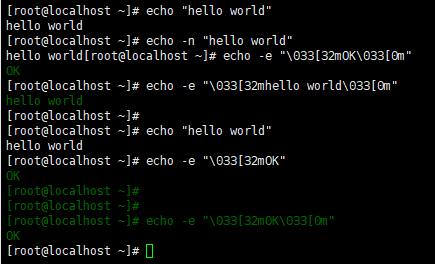 [root@localhost ~]# echo "hello world"
hello world
[root@localhost ~]# echo -n "hello world"
hello world[root@localhost ~]# echo -e "\033[32mOK\033[0m"
OK
[root@localhost ~]# echo -e "\033[32mhello world\033[0m"
hello world
[root@localhost ~]#
[root@localhost ~]# echo "hello world"
hello world
[root@localhost ~]# echo -e "\033[32mOK"
OK
[root@localhost ~]#
[root@localhost ~]#
[root@localhost ~]# echo -e "\033[32mOK\033[0m"
OK
[root@localhost ~]#